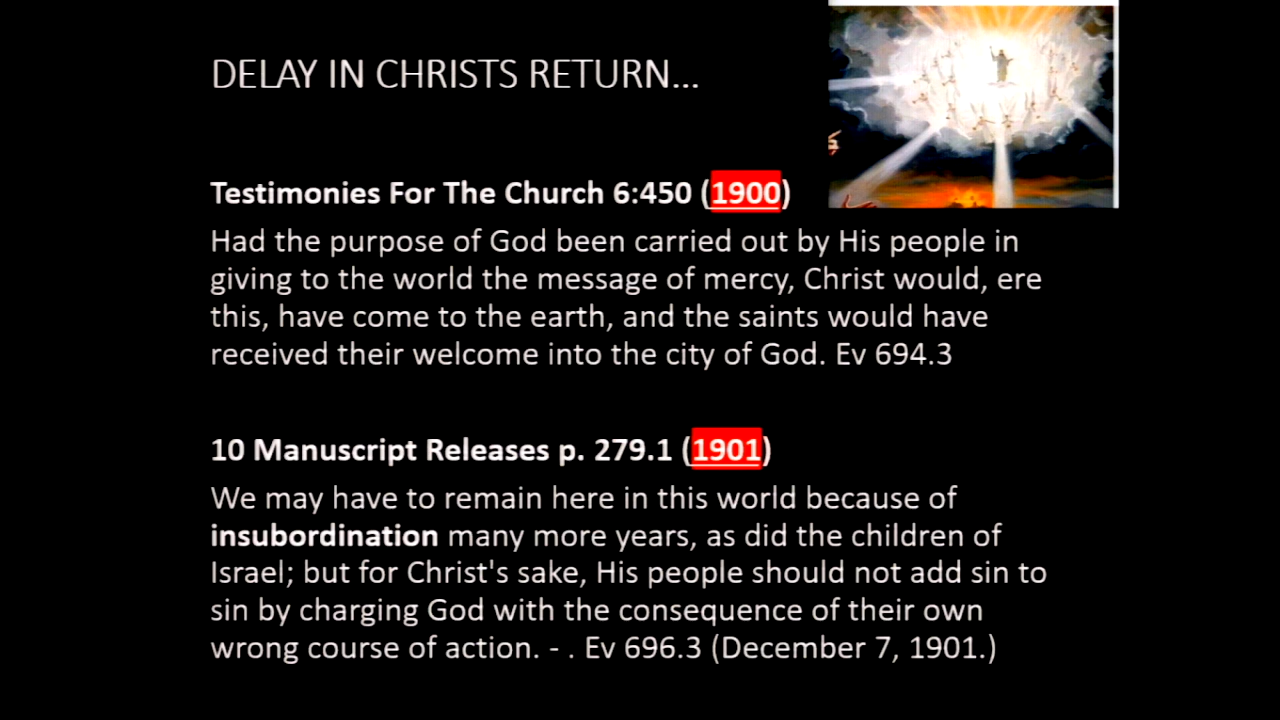 DELAY IN CHRISTS RETURN...
Testimonies For The Church 6:450 (1900)
Had the purpose of God been carried out by His people in
giving to the world the message of mercy, Christ would, ere
this, have come to the earth, and the saints would have
received their welcome into the city of God. Ev 694.3
10 Manuscript Releases p. 279.1 (1901)
We may have to remain here in this world because of
insubordination many more years, as did the children of
Israel; but for Christ's sake, His people should not add sin to
sin by charging God with the consequence of their own
wrong course of action. - . Ev 696.3 (December 7, 1901.)